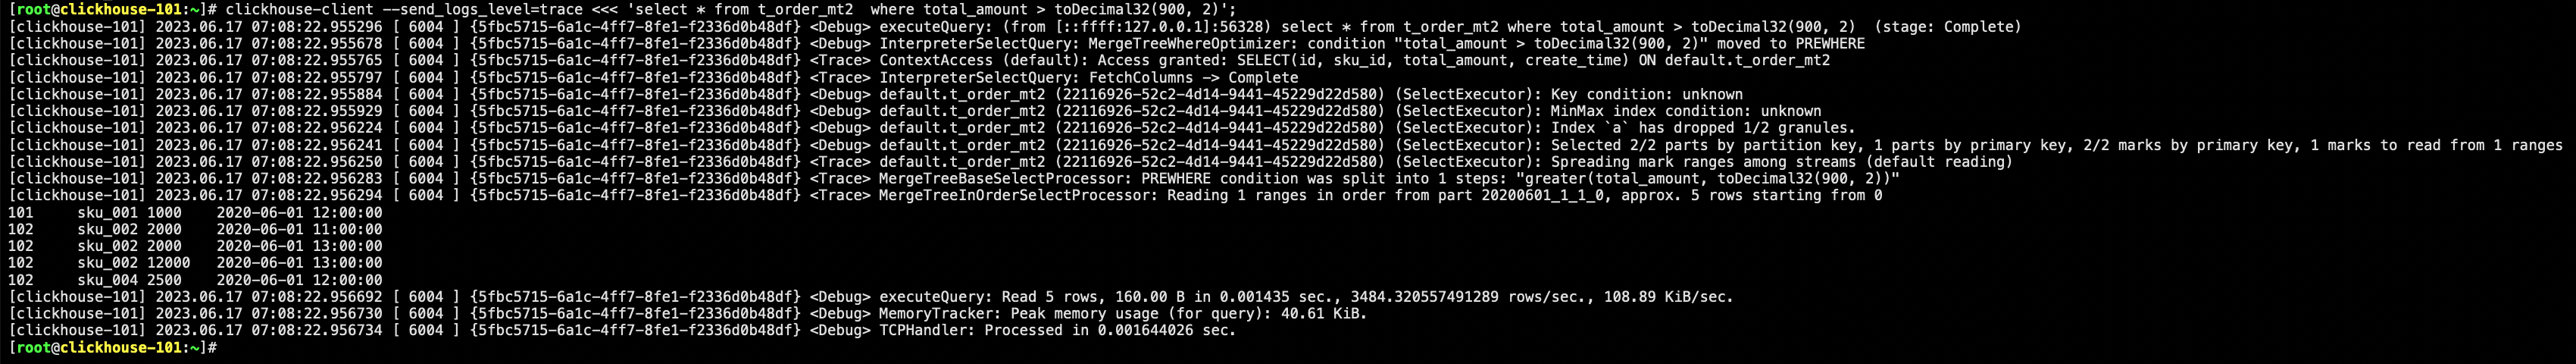 [root@clickhouse-101:~]# clickhouse-client --send_logs_level=trace <<< 'select * from t_order_mt2  where total_amount > toDecimal32(900, 2)';
[clickhouse-101] 2023.06.17 07:08:22.955296 [ 6004 ] {5fbc5715-6a1c-4ff7-8fe1-f2336d0b48df} <Debug> executeQuery: (from [::ffff:127.0.0.1]:56328) select * from t_order_mt2 where total_amount > toDecimal32(900, 2)  (stage: Complete)
[clickhouse-101] 2023.06.17 07:08:22.955678 [ 6004 ] {5fbc5715-6a1c-4ff7-8fe1-f2336d0b48df} <Debug> InterpreterSelectQuery: MergeTreeWhereOptimizer: condition "total_amount > toDecimal32(900, 2)" moved to PREWHERE
[clickhouse-101] 2023.06.17 07:08:22.955765 [ 6004 ] {5fbc5715-6a1c-4ff7-8fe1-f2336d0b48df} <Trace> ContextAccess (default): Access granted: SELECT(id, sku_id, total_amount, create_time) ON default.t_order_mt2
[clickhouse-101] 2023.06.17 07:08:22.955797 [ 6004 ] {5fbc5715-6a1c-4ff7-8fe1-f2336d0b48df} <Trace> InterpreterSelectQuery: FetchColumns -> Complete
[clickhouse-101] 2023.06.17 07:08:22.955884 [ 6004 ] {5fbc5715-6a1c-4ff7-8fe1-f2336d0b48df} <Debug> default.t_order_mt2 (22116926-52c2-4d14-9441-45229d22d580) (SelectExecutor): Key condition: unknown
[clickhouse-101] 2023.06.17 07:08:22.955929 [ 6004 ] {5fbc5715-6a1c-4ff7-8fe1-f2336d0b48df} <Debug> default.t_order_mt2 (22116926-52c2-4d14-9441-45229d22d580) (SelectExecutor): MinMax index condition: unknown
[clickhouse-101] 2023.06.17 07:08:22.956224 [ 6004 ] {5fbc5715-6a1c-4ff7-8fe1-f2336d0b48df} <Debug> default.t_order_mt2 (22116926-52c2-4d14-9441-45229d22d580) (SelectExecutor): Index `a` has dropped 1/2 granules.
[clickhouse-101] 2023.06.17 07:08:22.956241 [ 6004 ] {5fbc5715-6a1c-4ff7-8fe1-f2336d0b48df} <Debug> default.t_order_mt2 (22116926-52c2-4d14-9441-45229d22d580) (SelectExecutor): Selected 2/2 parts by partition key, 1 parts by primary key, 2/2 marks by primary key, 1 marks to read from 1 ranges
[clickhouse-101] 2023.06.17 07:08:22.956250 [ 6004 ] {5fbc5715-6a1c-4ff7-8fe1-f2336d0b48df} <Trace> default.t_order_mt2 (22116926-52c2-4d14-9441-45229d22d580) (SelectExecutor): Spreading mark ranges among streams (default reading)
[clickhouse-101] 2023.06.17 07:08:22.956283 [ 6004 ] {5fbc5715-6a1c-4ff7-8fe1-f2336d0b48df} <Trace> MergeTreeBaseSelectProcessor: PREWHERE condition was split into 1 steps: "greater(total_amount, toDecimal32(900, 2))"
[clickhouse-101] 2023.06.17 07:08:22.956294 [ 6004 ] {5fbc5715-6a1c-4ff7-8fe1-f2336d0b48df} <Trace> MergeTreeInOrderSelectProcessor: Reading 1 ranges in order from part 20200601_1_1_0, approx. 5 rows starting from 0
101     sku_001 1000    2020-06-01 12:00:00
102     sku_002 2000    2020-06-01 11:00:00
102     sku_002 2000    2020-06-01 13:00:00
102     sku_002 12000   2020-06-01 13:00:00
102     sku_004 2500    2020-06-01 12:00:00
[clickhouse-101] 2023.06.17 07:08:22.956692 [ 6004 ] {5fbc5715-6a1c-4ff7-8fe1-f2336d0b48df} <Debug> executeQuery: Read 5 rows, 160.00 B in 0.001435 sec., 3484.320557491289 rows/sec., 108.89 KiB/sec.
[clickhouse-101] 2023.06.17 07:08:22.956730 [ 6004 ] {5fbc5715-6a1c-4ff7-8fe1-f2336d0b48df} <Debug> MemoryTracker: Peak memory usage (for query): 40.61 KiB.
[clickhouse-101] 2023.06.17 07:08:22.956734 [ 6004 ] {5fbc5715-6a1c-4ff7-8fe1-f2336d0b48df} <Debug> TCPHandler: Processed in 0.001644026 sec.
[root@clickhouse-101:~]#